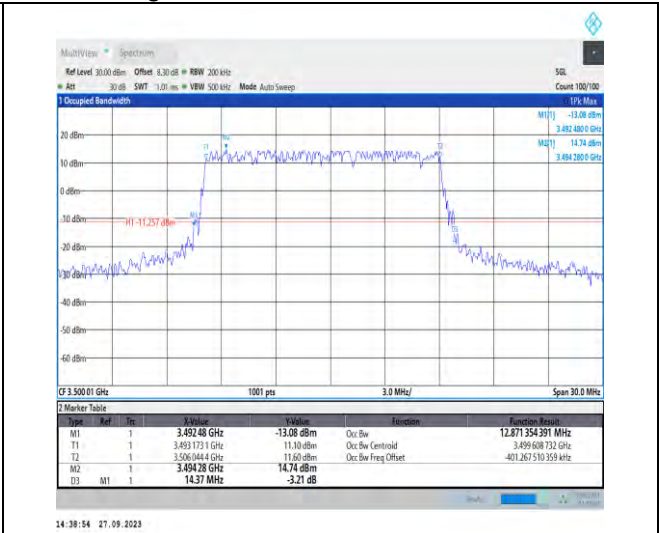 MultiView Spectrum
Ref Level 30.00 dBm Offset 8.30 dB RBW 200 kHz SGL
Att 30 dB SWT 1.01 ms VBW 500 kHz Mode Auto Sweep Count 100/100
1 Occupied Bandwidth 1Pk Max
M1[1] -13.08 dBm
3.492 480 0 GHz
M2[1] 14.74 dBm
3.494 280 0 GHz
20 dBm
T1 M2 T2
10 dBm
0 dBm
-10 dBm
M1
H1 -11.257 dBm
D3
-20 dBm
-30 dBm
-40 dBm
-50 dBm
-60 dBm
CF 3.500 01 GHz 1001 pts 3.0 MHz/ Span 30.0 MHz
2 Marker Table
Type Ref Trc X-Value Y-Value Function Function Result
M1 1 3.492 48 GHz -13.08 dBm Occ Bw 12.871 354 391 MHz
T1 1 3.493 173 1 GHz 11.10 dBm Occ Bw Centroid 3.499 608 732 GHz
T2 1 3.506 044 4 GHz 11.60 dBm Occ Bw Freq Offset -401.267 510 359 kHz
M2 1 3.494 28 GHz 14.74 dBm
D3 M1 1 14.37 MHz -3.21 dB
14:38:54 27.09.2023